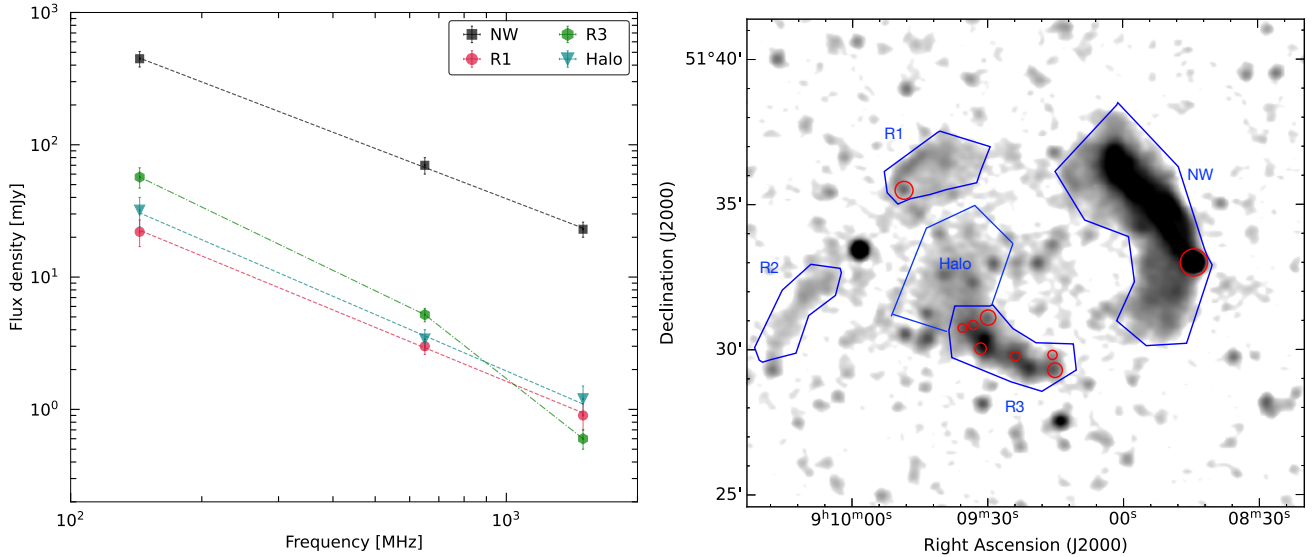 10³
10²
10¹
10⁰
10²
10³
Flux density [mJy]
Frequency [MHz]
NW
R1
R3
Halo
51°40'
35'
30'
25'
Declination (J2000)
R1
NW
R2
Halo
R3
9ʰ10ᵐ00ˢ
09ᵐ30ˢ
00ˢ
08ᵐ30ˢ
Right Ascension (J2000)